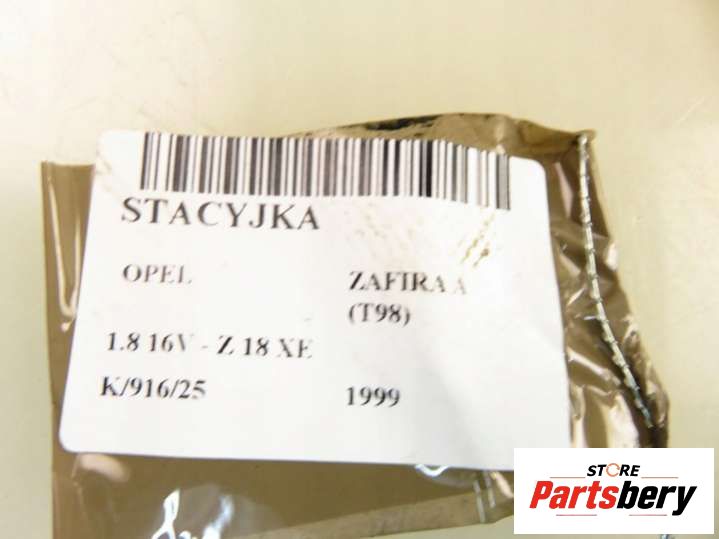 STACYJKA
OPEL ZAFIRA A
(T98)
1.8 16V - Z 18 XE
K/916/25 1999
STORE
Partsbery